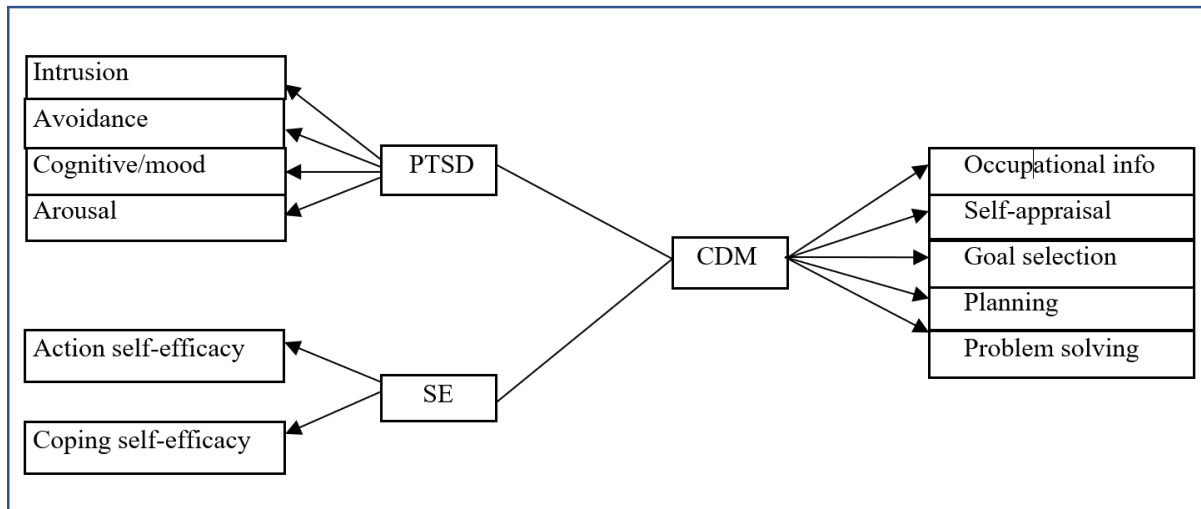 Intrusion
Avoidance
Cognitive/mood
Arousal
PTSD
Action self-efficacy
Coping self-efficacy
SE
CDM
Occupational info
Self-appraisal
Goal selection
Planning
Problem solving